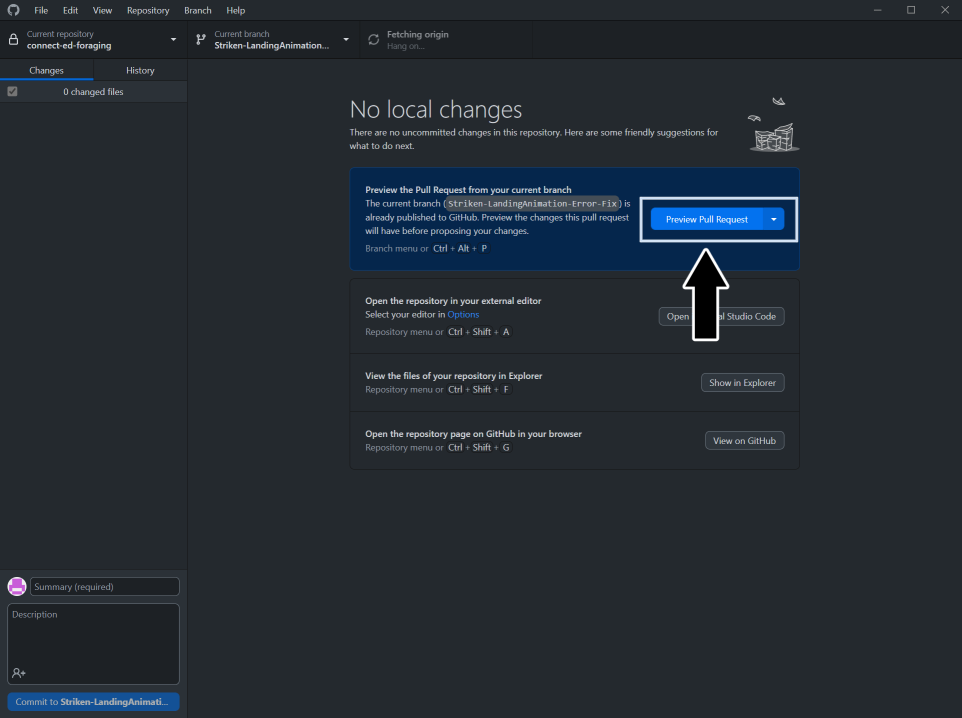 File Edit View Repository Branch Help
Current repository
connect-ed-foraging
Current branch
Striken-LandingAnimation...
Fetching origin
Hang on...
Changes
History
0 changed files
No local changes
There are no uncommitted changes in this repository. Here are some friendly suggestions for
what to do next.
Preview the Pull Request from your current branch
The current branch ( Striken-LandingAnimation-Error-Fix ) is
already published to GitHub. Preview the changes this pull request
will have before proposing your changes.
Branch menu or Ctrl + Alt + P
Preview Pull Request
Open the repository in your external editor
Select your editor in Options
Repository menu or Ctrl + Shift + A
Open Studio Code
View the files of your repository in Explorer
Repository menu or Ctrl + Shift + F
Show in Explorer
Open the repository page on GitHub in your browser
Repository menu or Ctrl + Shift + G
View on GitHub
Summary (required)
Description
Commit to Striken-LandingAnimati...